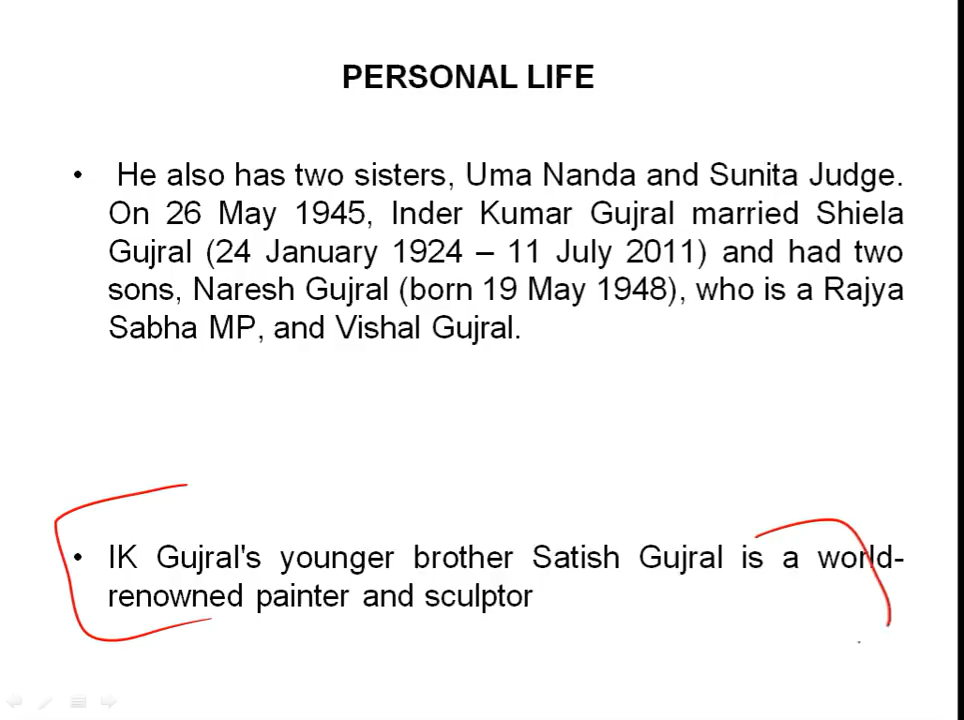 PERSONAL LIFE
• He also has two sisters, Uma Nanda and Sunita Judge.
On 26 May 1945, Inder Kumar Gujral married Shiela
Gujral (24 January 1924 – 11 July 2011) and had two
sons, Naresh Gujral (born 19 May 1948), who is a Rajya
Sabha MP, and Vishal Gujral.
• IK Gujral's younger brother Satish Gujral is a world-
renowned painter and sculptor